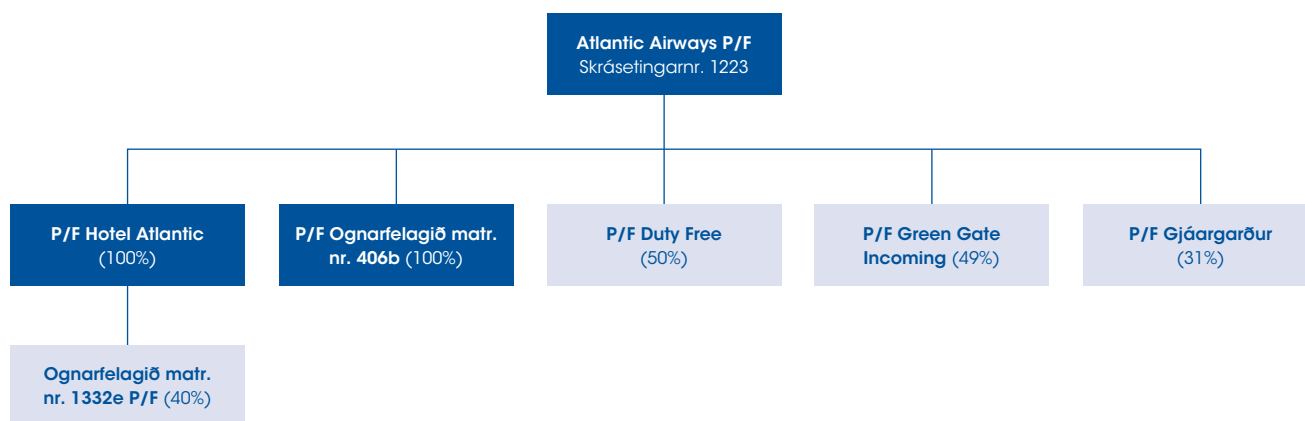 Atlantic Airways P/F
Skrásetingarnr. 1223
P/F Hotel Atlantic
(100%)
P/F Ognarfelagið matr.
nr. 406b (100%)
P/F Duty Free
(50%)
P/F Green Gate
Incoming (49%)
P/F Gjáargarður
(31%)
Ognarfelagið matr.
nr. 1332e P/F (40%)